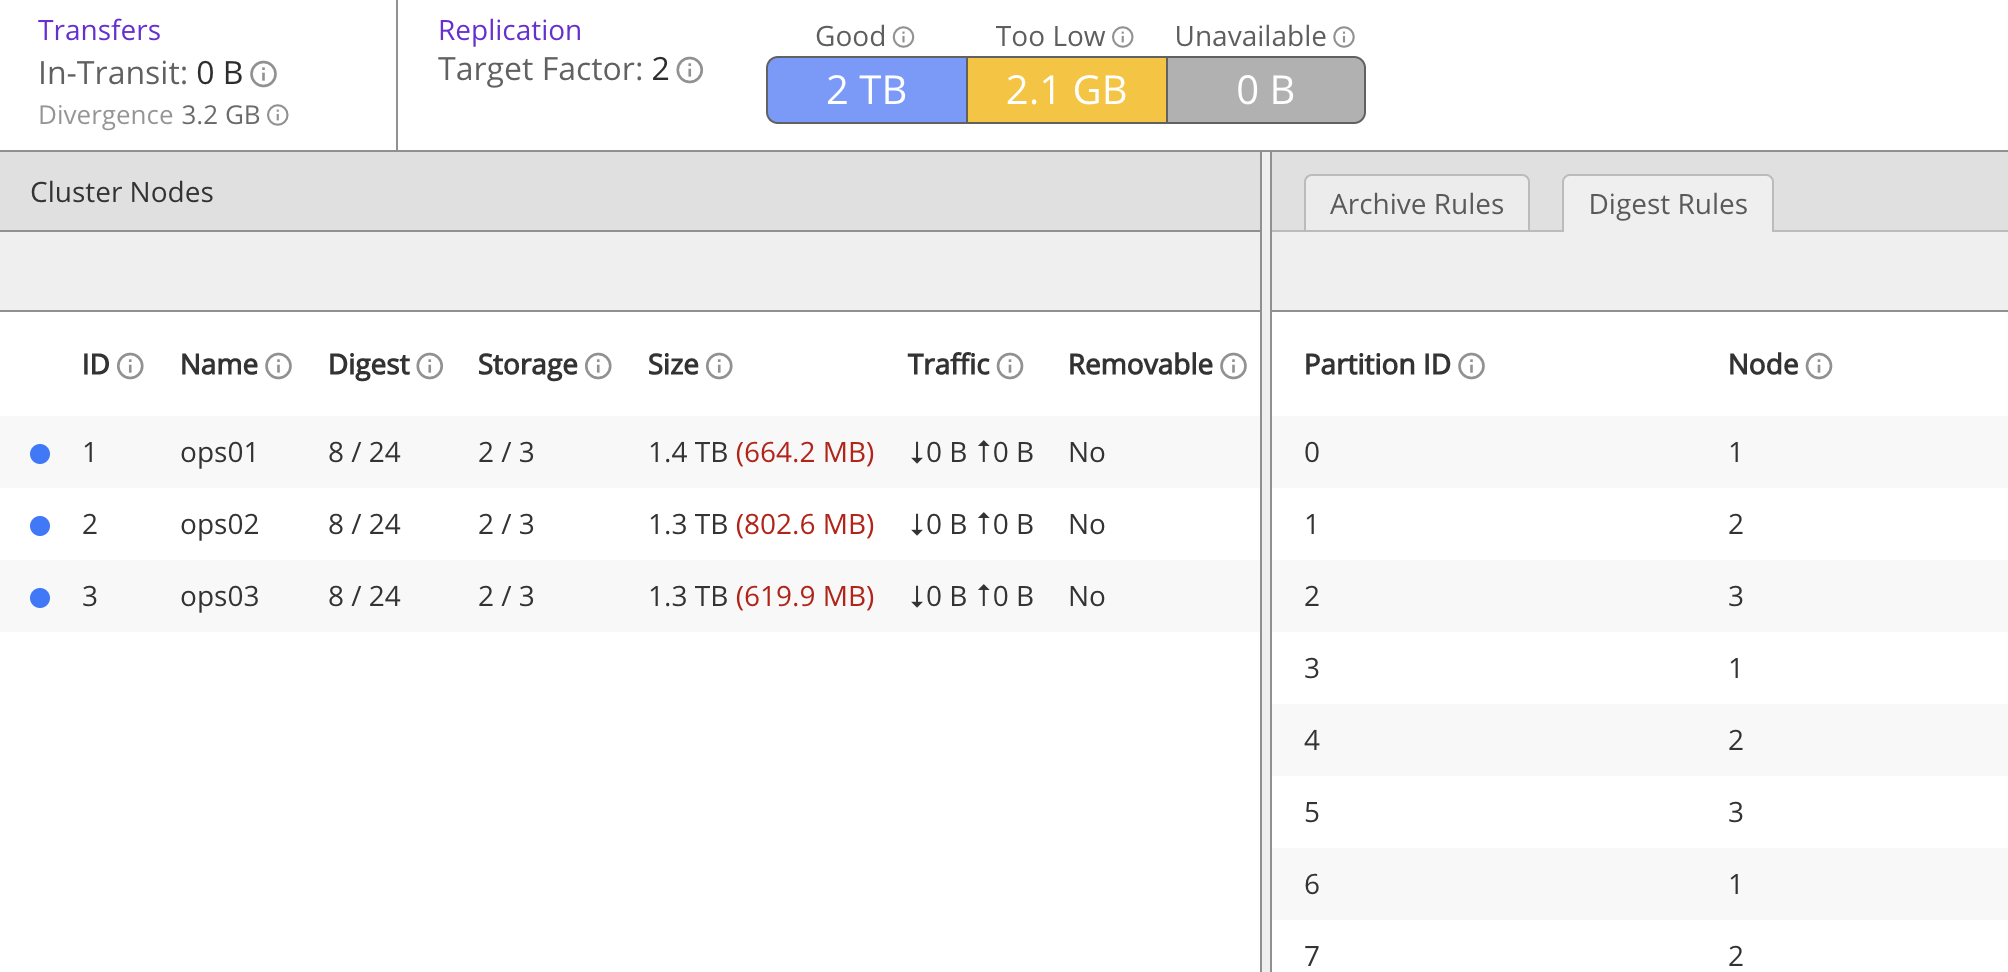 Transfers
In-Transit: 0 B
Divergence 3.2 GB
Replication
Target Factor: 2
Good Too Low Unavailable
2 TB 2.1 GB 0 B
Cluster Nodes
Archive Rules Digest Rules
ID Name Digest Storage Size Traffic Removable
1 ops01 8 / 24 2 / 3 1.4 TB (664.2 MB) ↓0 B ↑0 B No
2 ops02 8 / 24 2 / 3 1.3 TB (802.6 MB) ↓0 B ↑0 B No
3 ops03 8 / 24 2 / 3 1.3 TB (619.9 MB) ↓0 B ↑0 B No
Partition ID Node
0 1
1 2
2 3
3 1
4 2
5 3
6 1
7 2